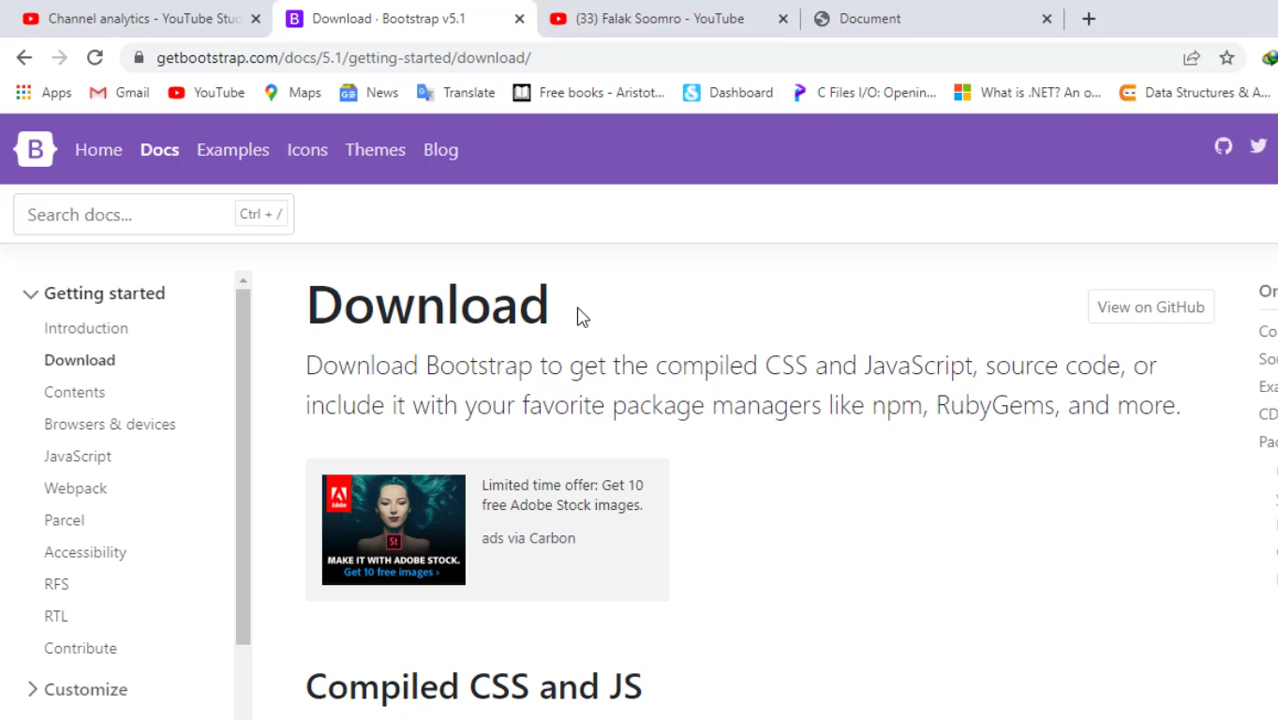 Channel analytics - YouTube Stud
Download · Bootstrap v5.1
(33) Falak Soomro - YouTube
Document
getbootstrap.com/docs/5.1/getting-started/download/
Apps
Gmail
YouTube
Maps
News
Translate
Free books - Aristot...
Dashboard
C Files I/O: Openin...
What is .NET? An o...
Data Structures & A...
B
Home
Docs
Examples
Icons
Themes
Blog
Search docs...
Ctrl + /
Getting started
Introduction
Download
Contents
Browsers & devices
JavaScript
Webpack
Parcel
Accessibility
RFS
RTL
Contribute
Customize
Download
View on GitHub
Download Bootstrap to get the compiled CSS and JavaScript, source code, or
include it with your favorite package managers like npm, RubyGems, and more.
Adobe
St
MAKE IT WITH ADOBE STOCK.
Get 10 free images ›
Limited time offer: Get 10
free Adobe Stock images.
ads via Carbon
Compiled CSS and JS